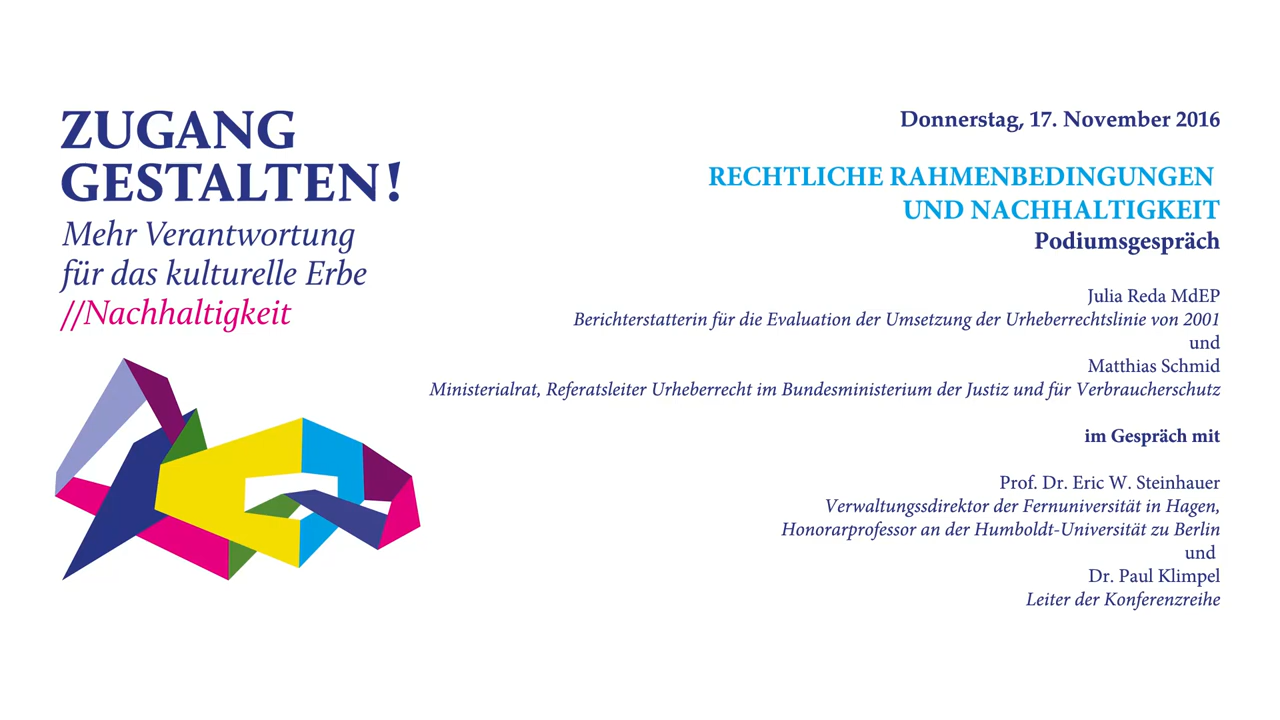 ZUGANG
GESTALTEN!
Mehr Verantwortung
für das kulturelle Erbe
//Nachhaltigkeit
Donnerstag, 17. November 2016
RECHTLICHE RAHMENBEDINGUNGEN
UND NACHHALTIGKEIT
Podiumsgespräch
Julia Reda MdEP
Berichterstatterin für die Evaluation der Umsetzung der Urheberrechtslinie von 2001
und
Matthias Schmid
Ministerialrat, Referatsleiter Urheberrecht im Bundesministerium der Justiz und für Verbraucherschutz
im Gespräch mit
Prof. Dr. Eric W. Steinhauer
Verwaltungssdirektor der Fernuniversität in Hagen,
Honorarprofessor an der Humboldt-Universität zu Berlin
und
Dr. Paul Klimpel
Leiter der Konferenzreihe